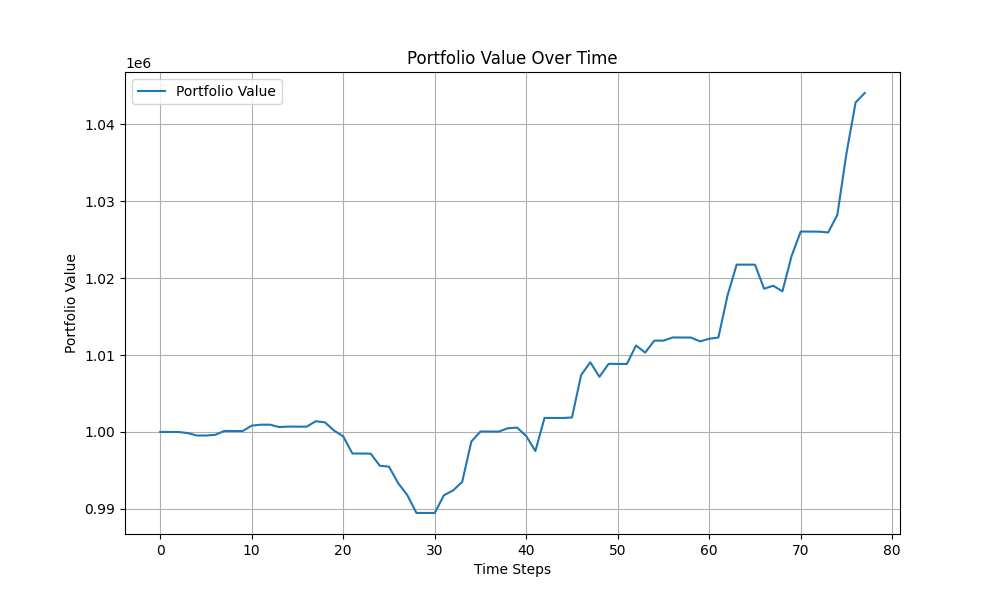 Portfolio Value Over Time
1e6
Portfolio Value
1.04
1.03
1.02
1.01
1.00
0.99
Portfolio Value
0 10 20 30 40 50 60 70 80
Time Steps